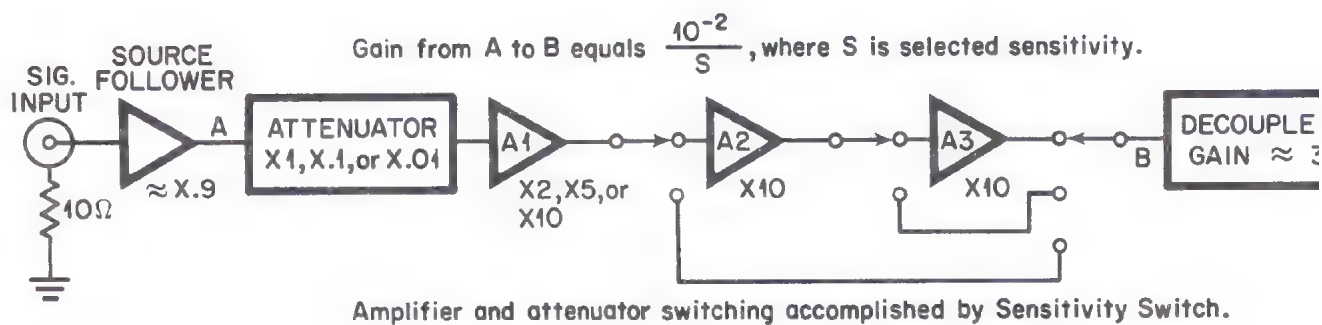 Gain from A to B equals 10⁻²/S, where S is selected sensitivity.
SOURCE
FOLLOWER
SIG.
INPUT
A
ATTENUATOR
X1, X.1, or X.01
A1
A2
A3
B
DECOUPLE
GAIN ≈ 3
≈ X.9
X2, X5, or
X10
X10
X10
10Ω
Amplifier and attenuator switching accomplished by Sensitivity Switch.